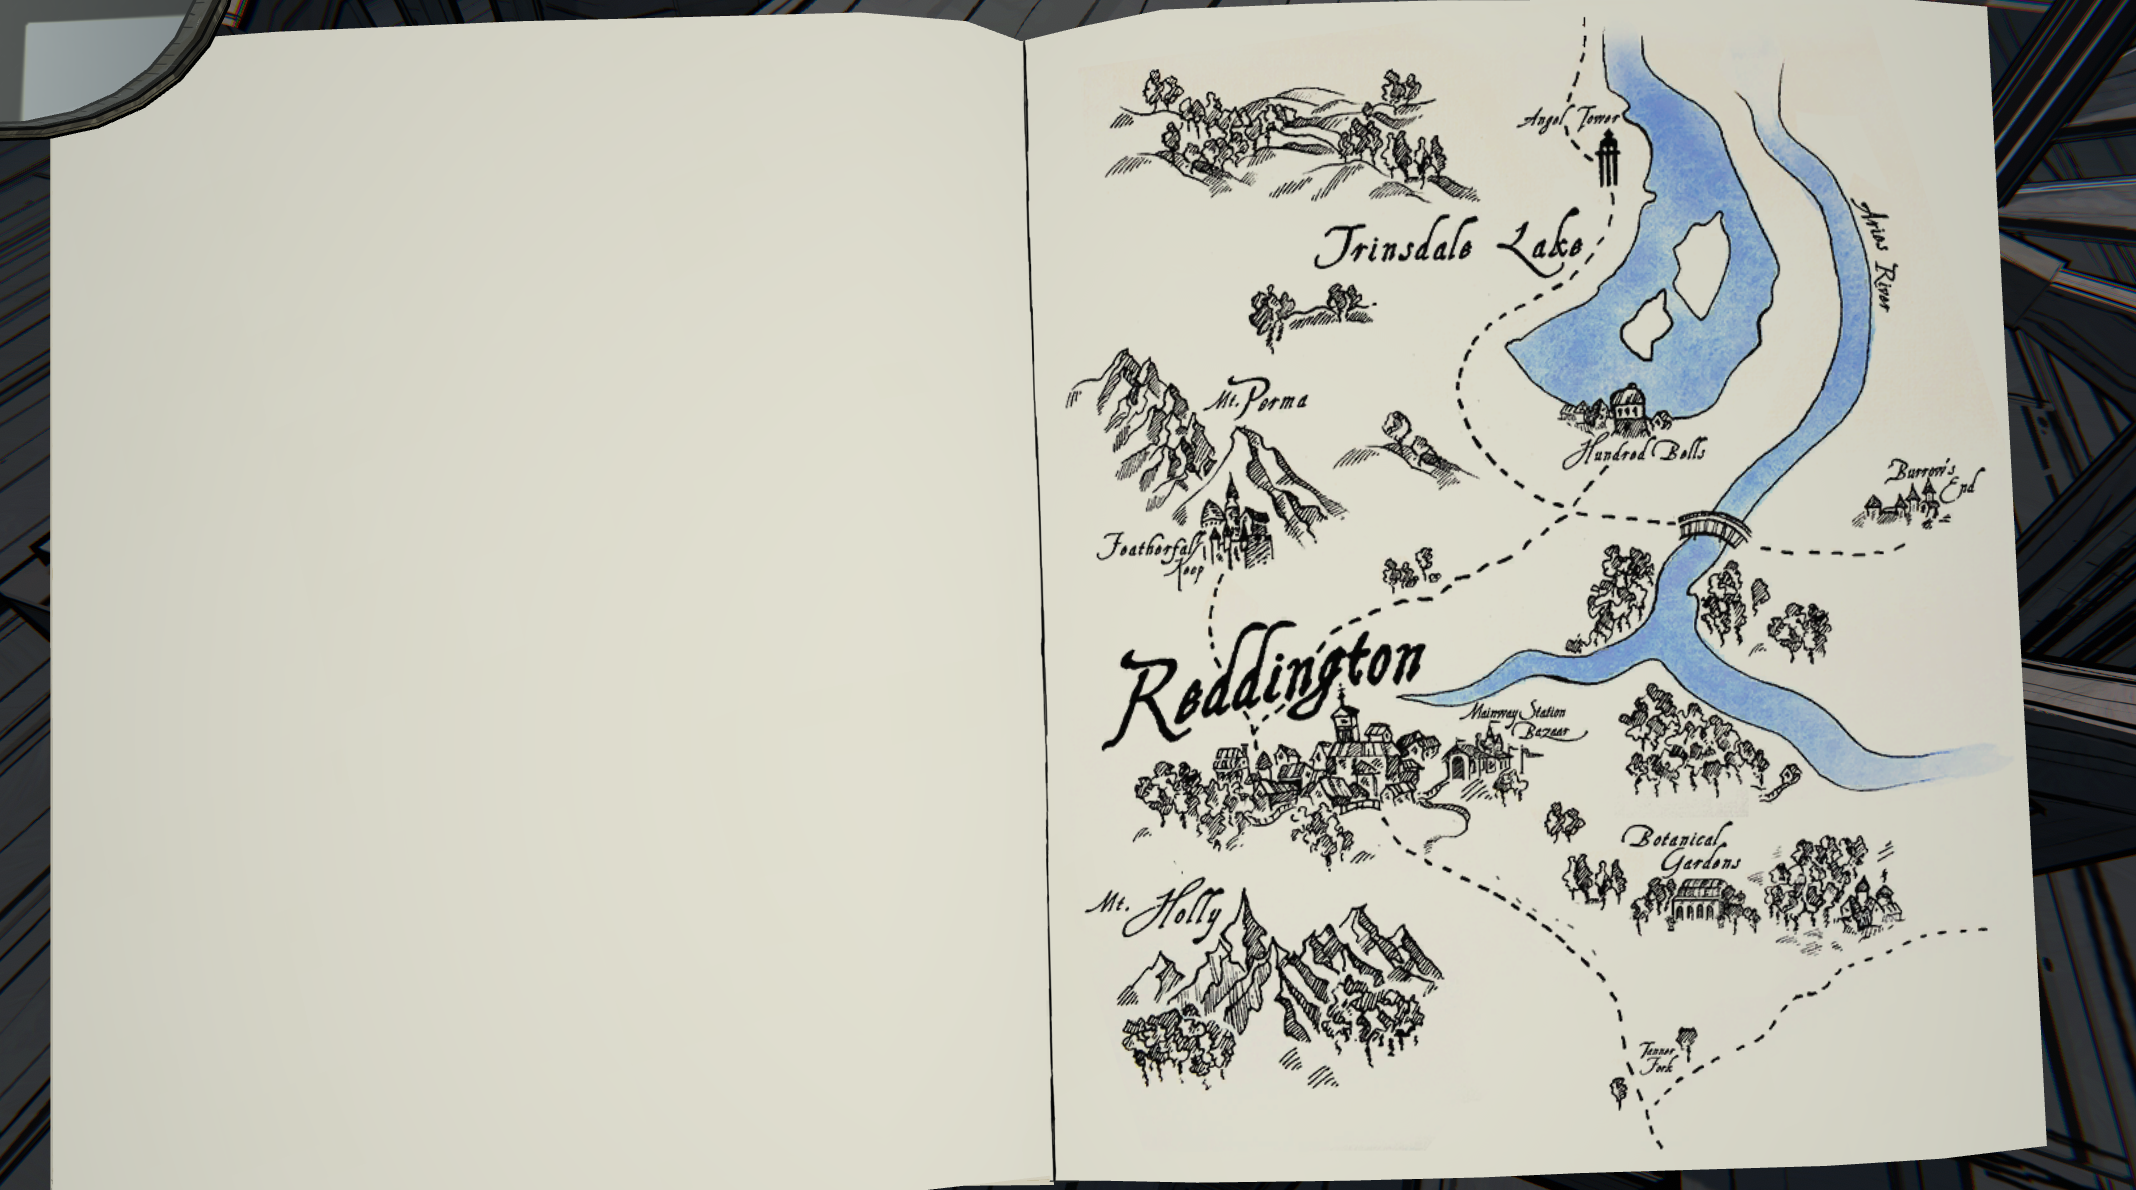 Angel Tower
Trinsdale Lake
Arias River
Mt. Perma
Hundred Bells
Burrow's
End
Featherfall
Keep
Reddington
Mainway Station
Bazaar
Botanical
Gardens
Mt. Holly
Tanner
Fork